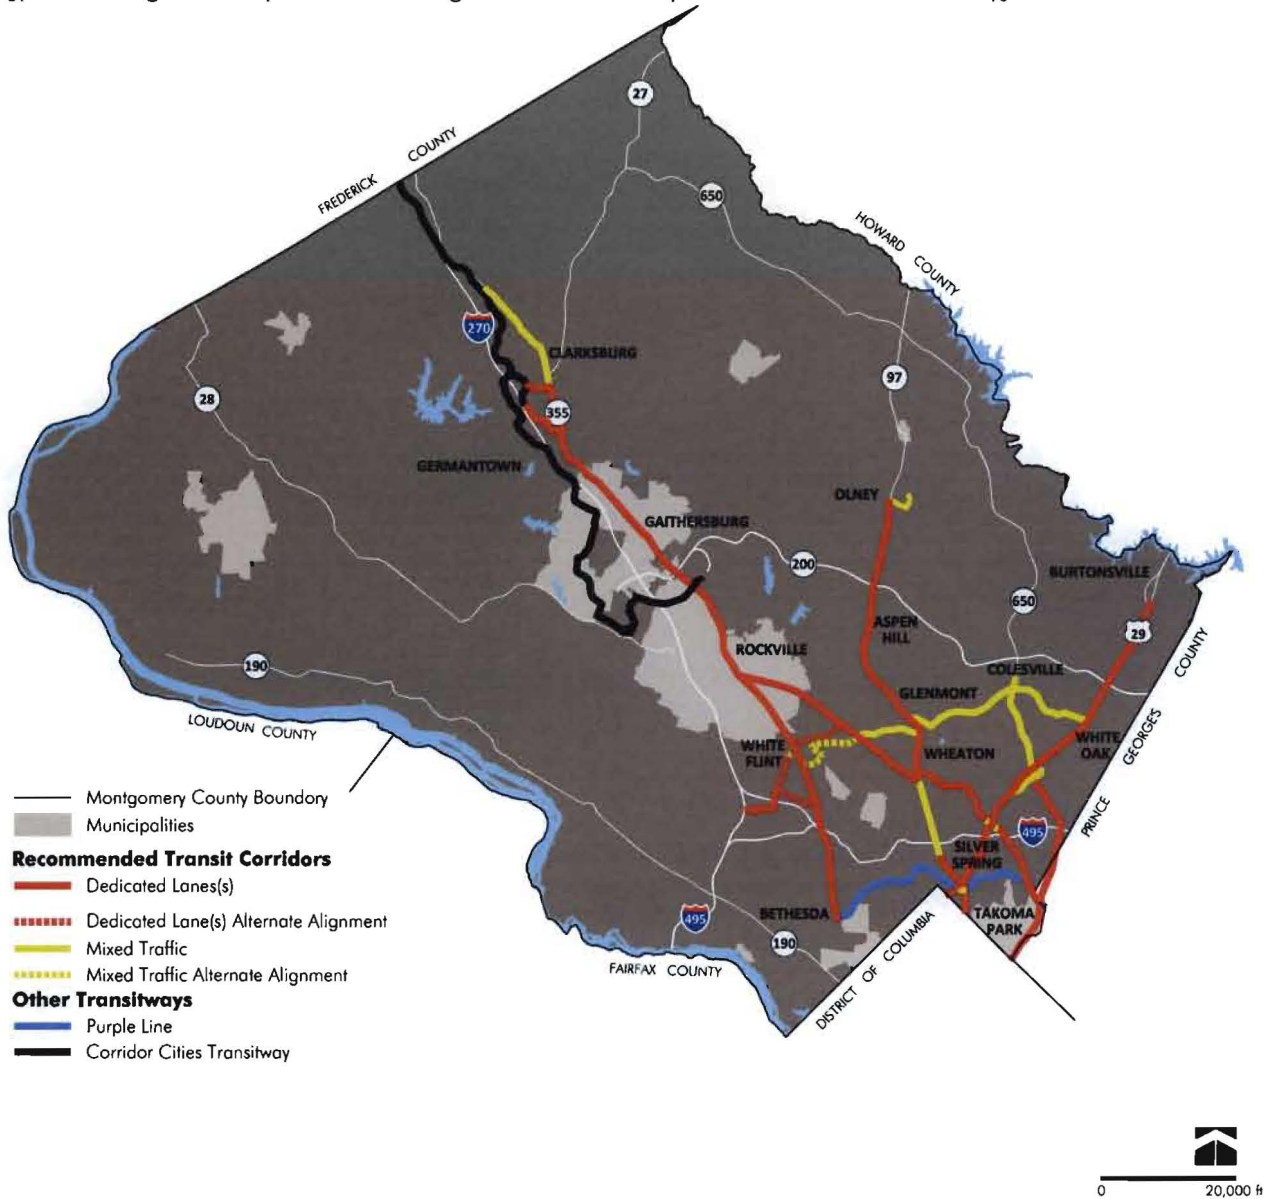 27
FREDERICK COUNTY
650
HOWARD COUNTY
270
CLARKSBURG
97
28
355
GERMANTOWN
OLNEY
GAITHERSBURG
200
BURTONSVILLE
650
29
ASPEN
HILL
ROCKVILLE
190
COLESVILLE
GLENMONT
LOUDOUN COUNTY
WHITE
FLINT
WHEATON
WHITE
OAK
PRINCE GEORGE'S COUNTY
Montgomery County Boundary
Municipalities
Recommended Transit Corridors
Dedicated Lanes(s)
Dedicated Lane(s) Alternate Alignment
Mixed Traffic
Mixed Traffic Alternate Alignment
Other Transitways
Purple Line
Corridor Cities Transitway
495
SILVER
SPRING
BETHESDA
TAKOMA
PARK
495
190
FAIRFAX COUNTY
DISTRICT OF COLUMBIA
0 20,000 ft